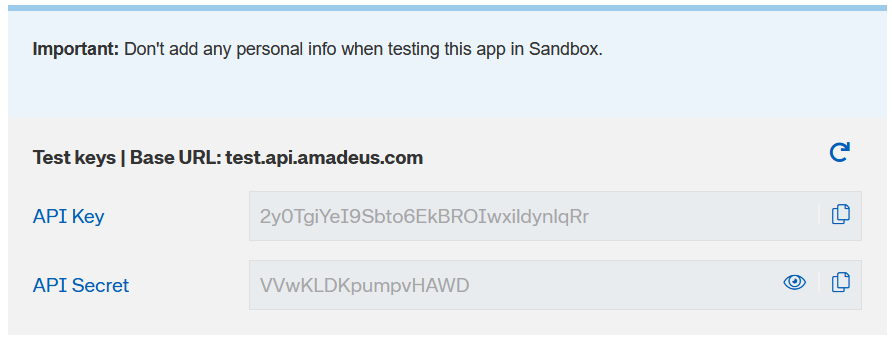 Important: Don't add any personal info when testing this app in Sandbox.
Test keys | Base URL: test.api.amadeus.com
API Key 2y0TgiYeI9Sbto6EkBROIwxildynlqRr
API Secret VVwKLDKpumpvHAWD